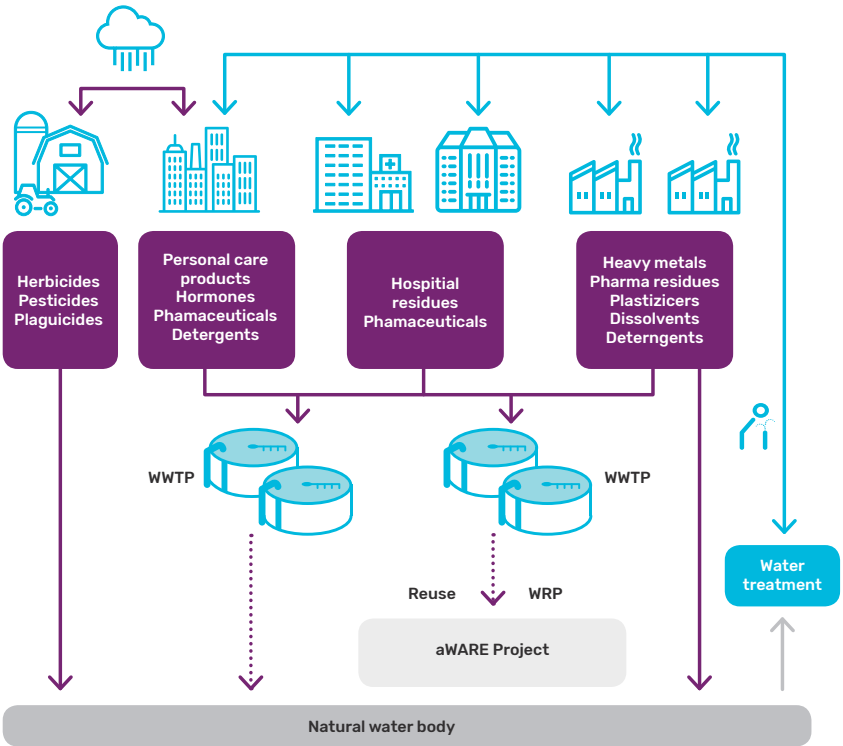 Herbicides
Pesticides
Plaguicides
Personal care
products
Hormones
Phamaceuticals
Detergents
Hospitial
residues
Phamaceuticals
Heavy metals
Pharma residues
Plastizicers
Dissolvents
Deterngents
WWTP
WWTP
Water
treatment
Reuse
WRP
aWARE Project
Natural water body